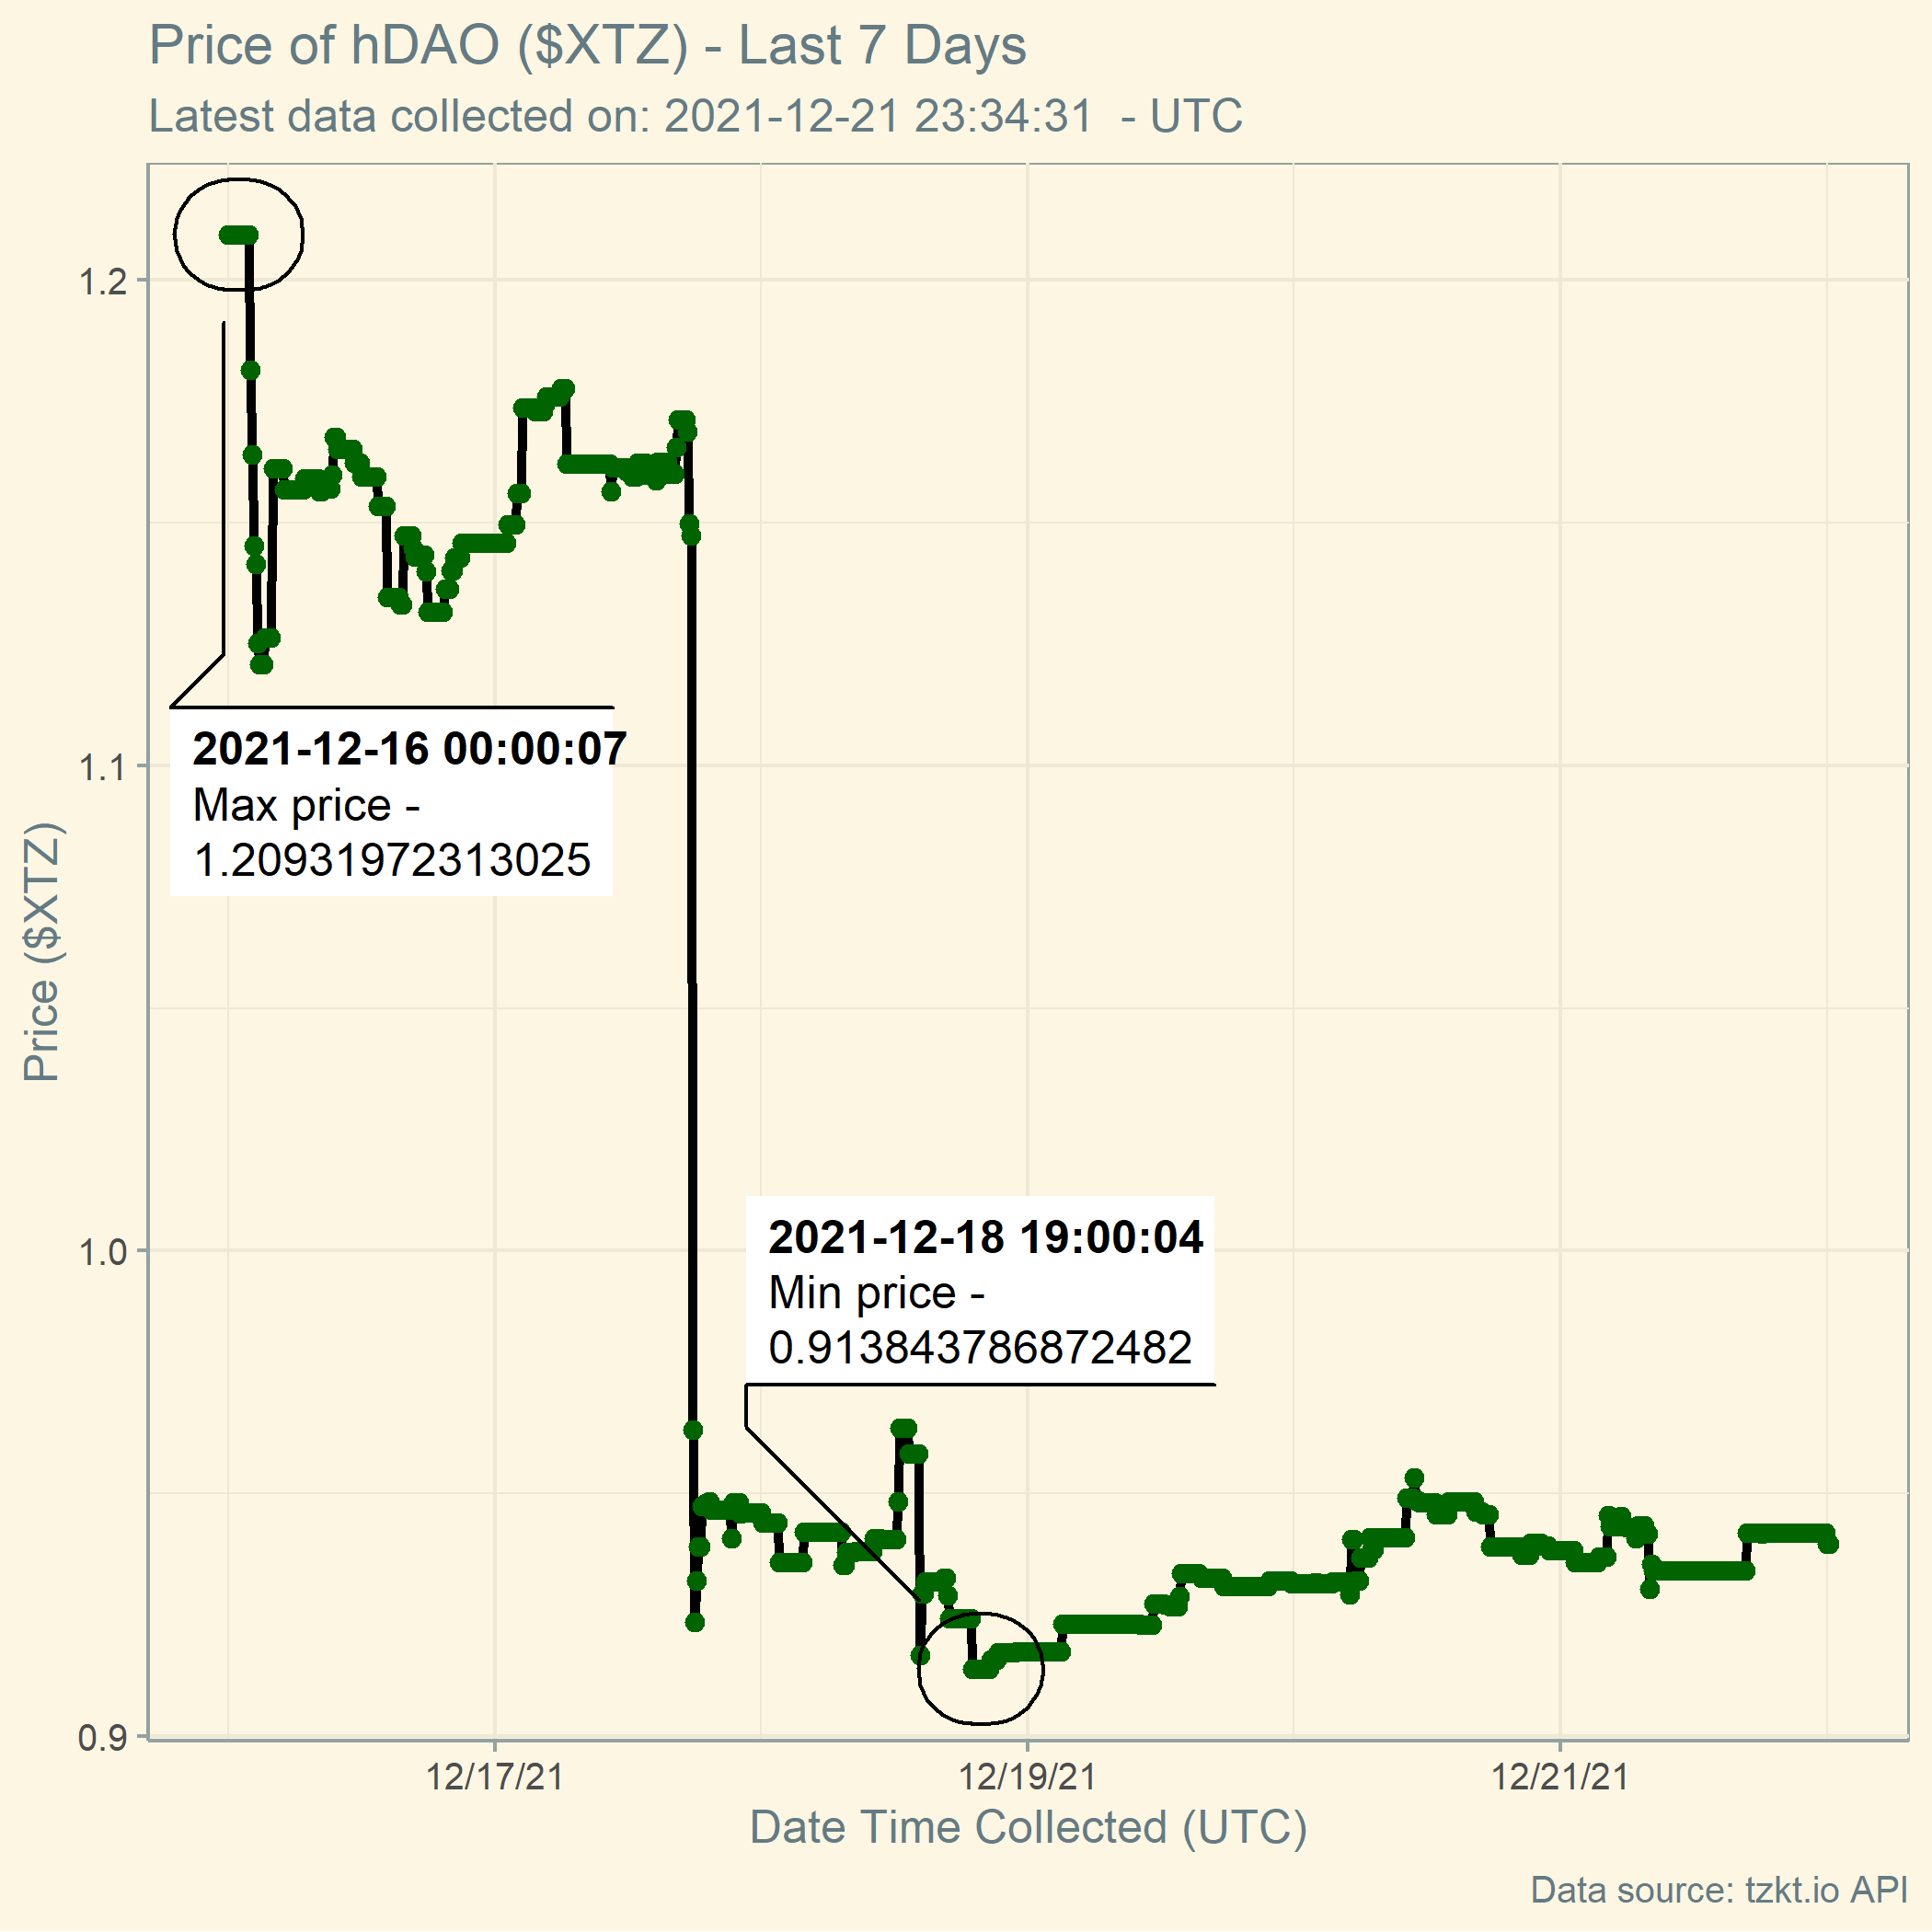 Price of hDAO ($XTZ) - Last 7 Days
Latest data collected on: 2021-12-21 23:34:31  - UTC
1.2
1.1
1.0
0.9
Price ($XTZ)
2021-12-16 00:00:07
Max price -
1.20931972313025
2021-12-18 19:00:04
Min price -
0.913843786872482
12/17/21
12/19/21
12/21/21
Date Time Collected (UTC)
Data source: tzkt.io API